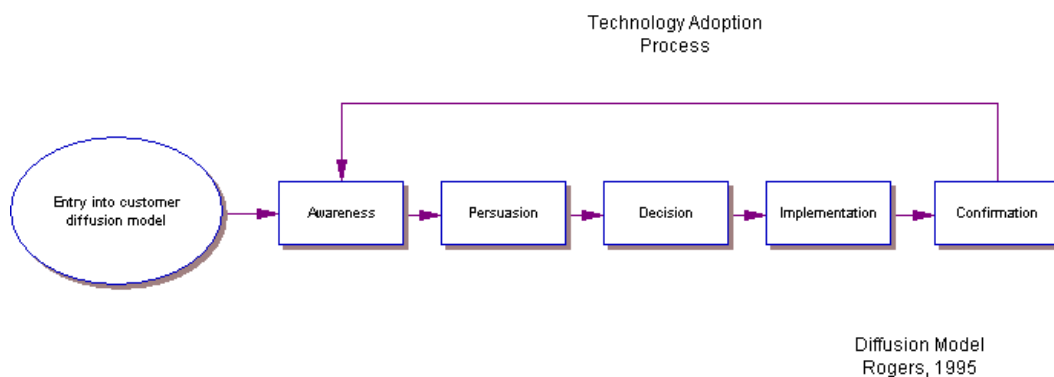 Technology Adoption
Process
Entry into customer
diffusion model
Awareness
Persuasion
Decision
Implementation
Confirmation
Diffusion Model
Rogers, 1995